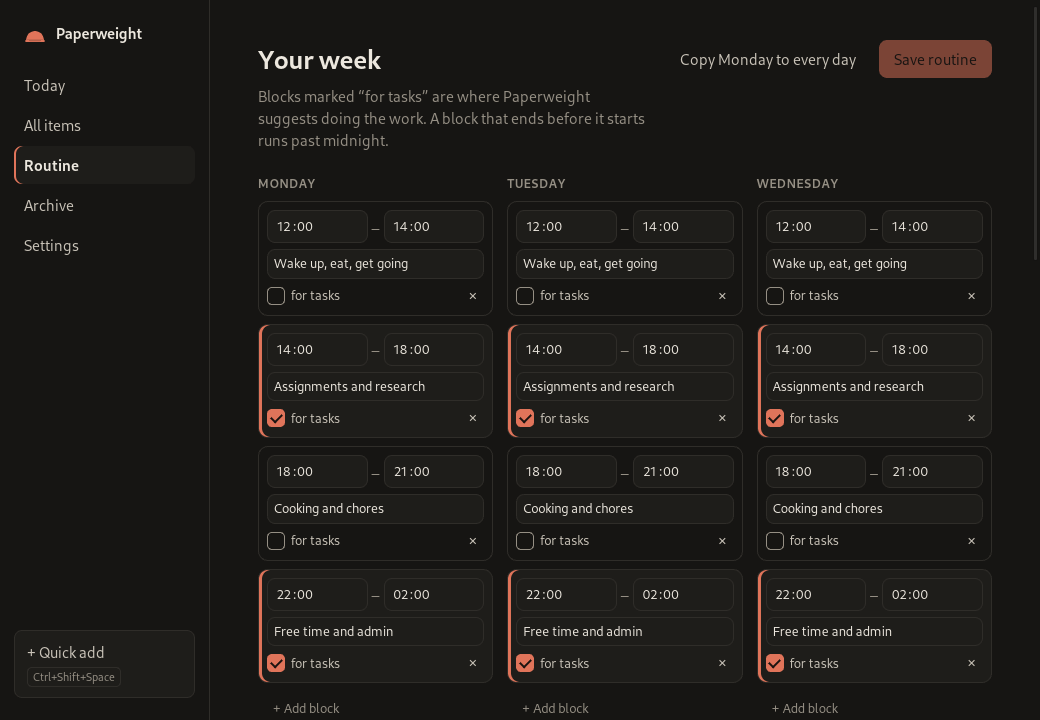 Paperweight
Today
All items
Routine
Archive
Settings
+ Quick add
Ctrl+Shift+Space
Your week
Copy Monday to every day
Save routine
Blocks marked “for tasks” are where Paperweight
suggests doing the work. A block that ends before it starts
runs past midnight.
MONDAY
12:00 – 14:00
Wake up, eat, get going
for tasks ×
14:00 – 18:00
Assignments and research
for tasks ×
18:00 – 21:00
Cooking and chores
for tasks ×
22:00 – 02:00
Free time and admin
for tasks ×
+ Add block
TUESDAY
12:00 – 14:00
Wake up, eat, get going
for tasks ×
14:00 – 18:00
Assignments and research
for tasks ×
18:00 – 21:00
Cooking and chores
for tasks ×
22:00 – 02:00
Free time and admin
for tasks ×
+ Add block
WEDNESDAY
12:00 – 14:00
Wake up, eat, get going
for tasks ×
14:00 – 18:00
Assignments and research
for tasks ×
18:00 – 21:00
Cooking and chores
for tasks ×
22:00 – 02:00
Free time and admin
for tasks ×
+ Add block